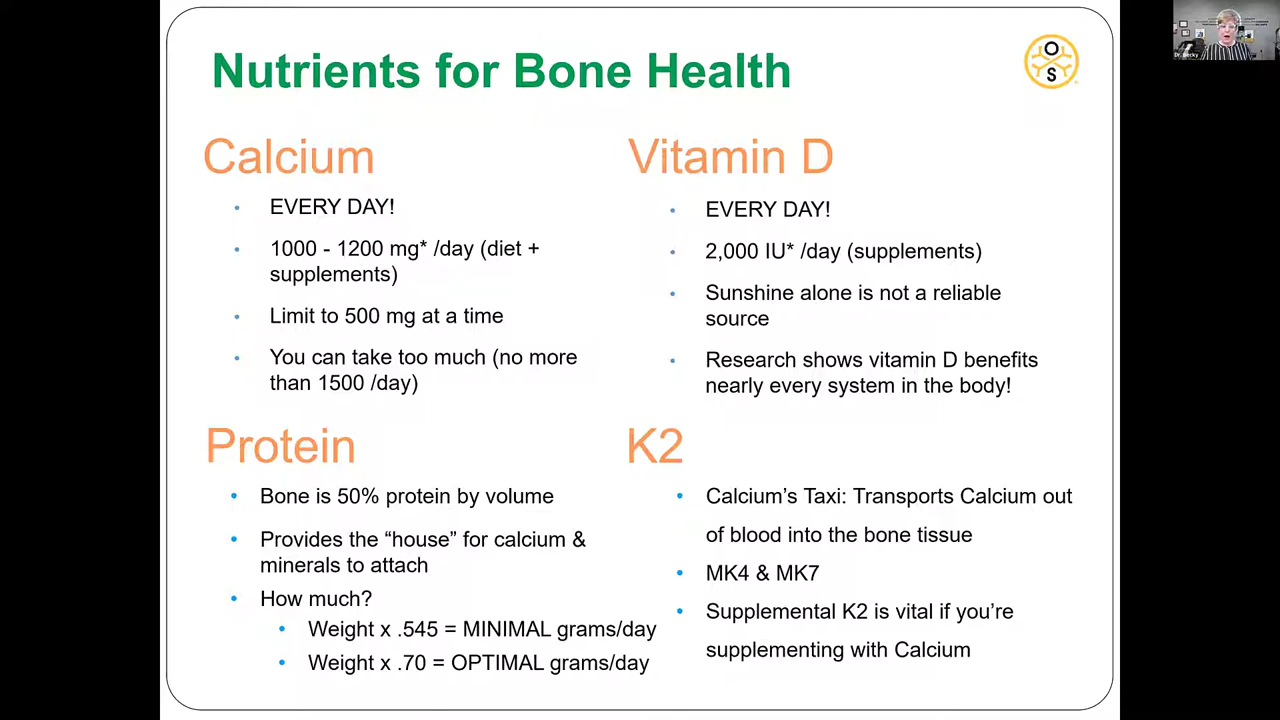 Nutrients for Bone Health
O
S
Dr. Becky
Calcium
• EVERY DAY!
• 1000 - 1200 mg* /day (diet +
supplements)
• Limit to 500 mg at a time
• You can take too much (no more
than 1500 /day)
Vitamin D
• EVERY DAY!
• 2,000 IU* /day (supplements)
• Sunshine alone is not a reliable
source
• Research shows vitamin D benefits
nearly every system in the body!
Protein
• Bone is 50% protein by volume
• Provides the “house” for calcium &
minerals to attach
• How much?
• Weight x .545 = MINIMAL grams/day
• Weight x .70 = OPTIMAL grams/day
K2
• Calcium’s Taxi: Transports Calcium out
of blood into the bone tissue
• MK4 & MK7
• Supplemental K2 is vital if you’re
supplementing with Calcium